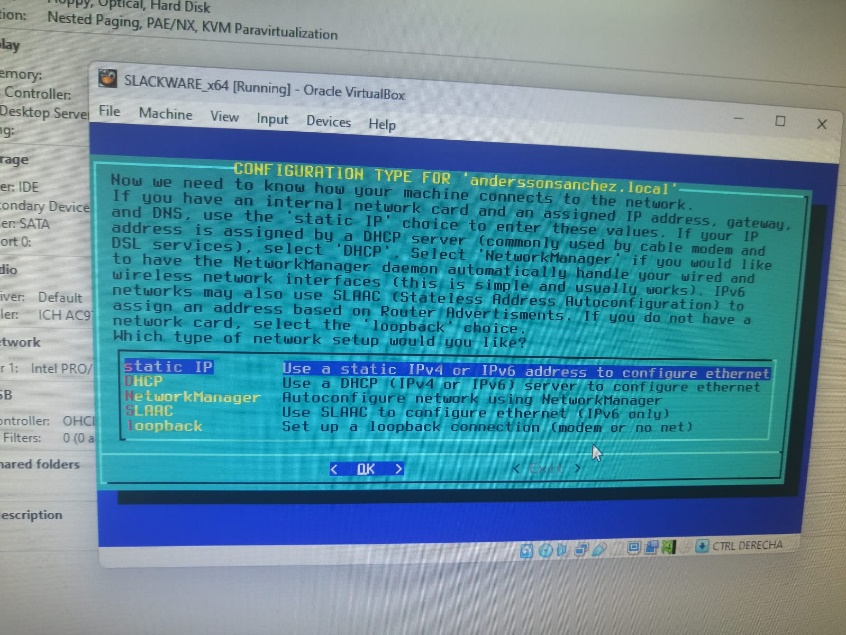 Floppy, Optical, Hard Disk
Nested Paging, PAE/NX, KVM Paravirtualization
SLACKWARE_x64 [Running] - Oracle VirtualBox
File Machine View Input Devices Help
CONFIGURATION TYPE FOR 'anderssonsanchez.local'
Now we need to know how your machine connects to the network.
If you have an internal network card and an assigned IP address, gateway,
and DNS, use the 'static IP' choice to enter these values. If your IP
address is assigned by a DHCP server (commonly used by cable modem and
DSL services), select 'DHCP'. Select 'NetworkManager' if you would like
to have the NetworkManager daemon automatically handle your wired and
wireless network interfaces (this is simple and usually works). IPv6
networks may also use SLAAC (Stateless Address Autoconfiguration) to
assign an address based on Router Advertisments. If you do not have a
network card, select the 'loopback' choice.
Which type of network setup would you like?
static IP Use a static IPv4 or IPv6 address to configure ethernet
DHCP Use a DHCP (IPv4 or IPv6) server to configure ethernet
NetworkManager Autoconfigure network using NetworkManager
SLAAC Use SLAAC to configure ethernet (IPv6 only)
loopback Set up a loopback connection (modem or no net)
< OK > < Exit >
CTRL DERECHA
tion:
lay
emory:
Controller:
Desktop Serve
ng:
rage
er: IDE
condary Device
er: SATA
ort 0:
dio
iver: Default
ler: ICH AC9
twork
r 1: Intel PRO/
SB
ontroller: OHCI
Filters: 0 (0 a
hared folders
escription